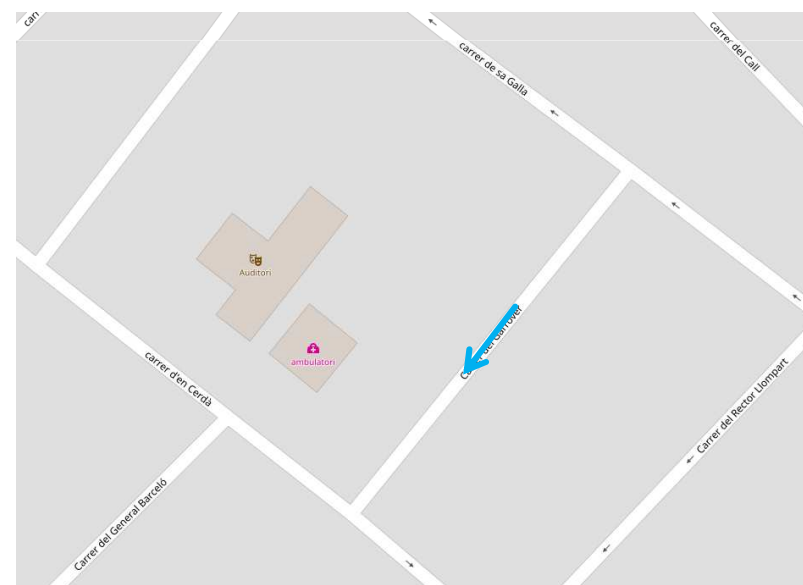 carrer de sa Galla
carrer del Call
Auditori
ambulatori
carrer d'en Cerdà
Carrer del Rector Llompart
Carrer del General Barceló